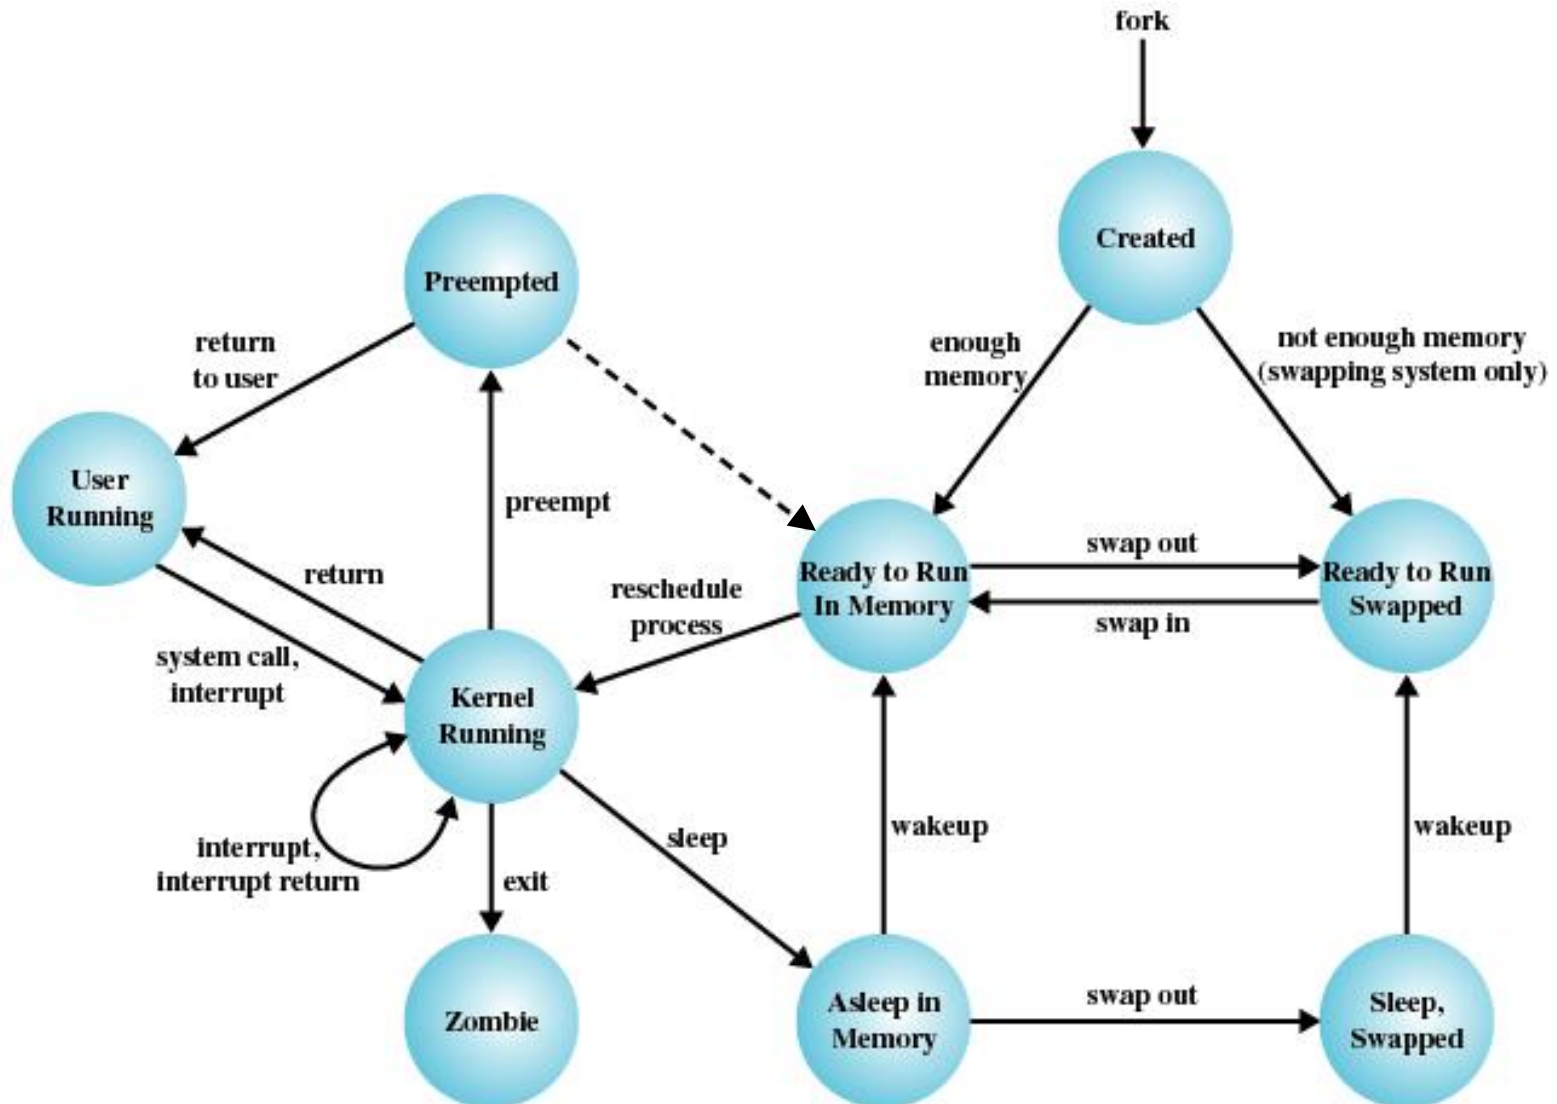 fork
Created
Preempted
return
to user
enough
memory
not enough memory
(swapping system only)
User
Running
preempt
return
reschedule
process
Ready to Run
In Memory
swap out
swap in
Ready to Run
Swapped
system call,
interrupt
Kernel
Running
interrupt,
interrupt return
exit
sleep
wakeup
wakeup
Zombie
Asleep in
Memory
swap out
Sleep,
Swapped